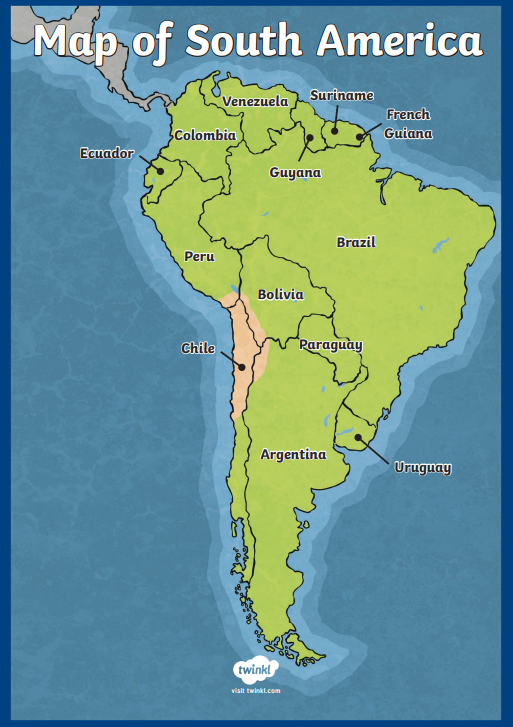 Map of South America
Venezuela
Suriname
French
Guiana
Colombia
Ecuador
Guyana
Brazil
Peru
Bolivia
Chile
Paraguay
Argentina
Uruguay
twinkl
visit twinkl.com